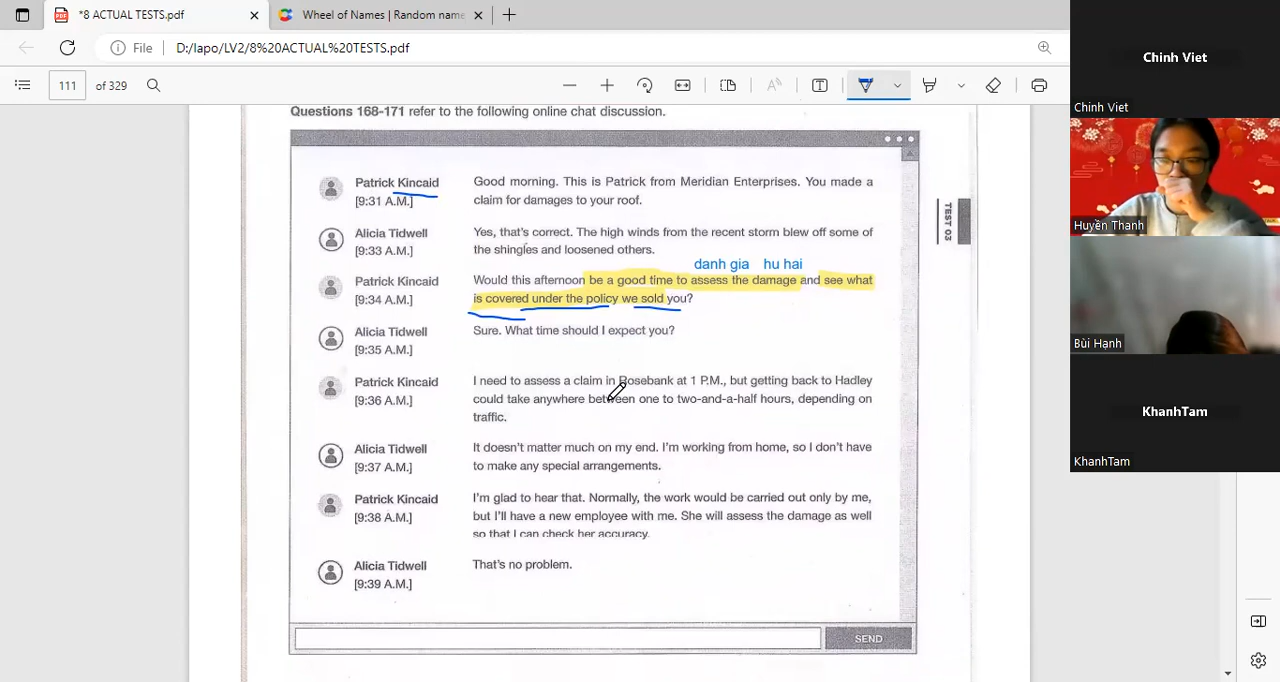 *8 ACTUAL TESTS.pdf
Wheel of Names | Random name
File
D:/lapo/LV2/8%20ACTUAL%20TESTS.pdf
111
of 329
Questions 168-171 refer to the following online chat discussion.
Patrick Kincaid
[9:31 A.M.]
Good morning. This is Patrick from Meridian Enterprises. You made a
claim for damages to your roof.
Alicia Tidwell
[9:33 A.M.]
Yes, that's correct. The high winds from the recent storm blew off some of
the shingles and loosened others.
danh gia hu hai
Patrick Kincaid
[9:34 A.M.]
Would this afternoon be a good time to assess the damage and see what
is covered under the policy we sold you?
Alicia Tidwell
[9:35 A.M.]
Sure. What time should I expect you?
Patrick Kincaid
[9:36 A.M.]
I need to assess a claim in Rosebank at 1 P.M., but getting back to Hadley
could take anywhere between one to two-and-a-half hours, depending on
traffic.
Alicia Tidwell
[9:37 A.M.]
It doesn't matter much on my end. I'm working from home, so I don't have
to make any special arrangements.
Patrick Kincaid
[9:38 A.M.]
I'm glad to hear that. Normally, the work would be carried out only by me,
but I'll have a new employee with me. She will assess the damage as well
so that I can check her accuracy.
Alicia Tidwell
[9:39 A.M.]
That's no problem.
SEND
TEST 03
Chinh Viet
Chinh Viet
Huyền Thanh
Bùi Hạnh
KhanhTam
KhanhTam